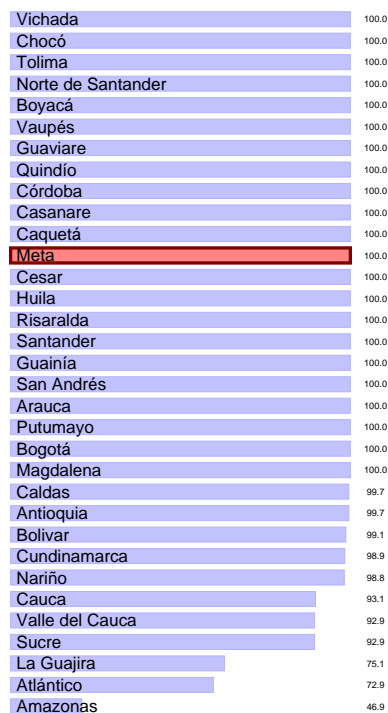 Vichada 100.0
Chocó 100.0
Tolima 100.0
Norte de Santander 100.0
Boyacá 100.0
Vaupés 100.0
Guaviare 100.0
Quindío 100.0
Córdoba 100.0
Casanare 100.0
Caquetá 100.0
Meta 100.0
Cesar 100.0
Huila 100.0
Risaralda 100.0
Santander 100.0
Guainía 100.0
San Andrés 100.0
Arauca 100.0
Putumayo 100.0
Bogotá 100.0
Magdalena 100.0
Caldas 99.7
Antioquia 99.7
Bolivar 99.1
Cundinamarca 98.9
Nariño 98.8
Cauca 93.1
Valle del Cauca 92.9
Sucre 92.9
La Guajira 75.1
Atlántico 72.9
Amazonas 46.9